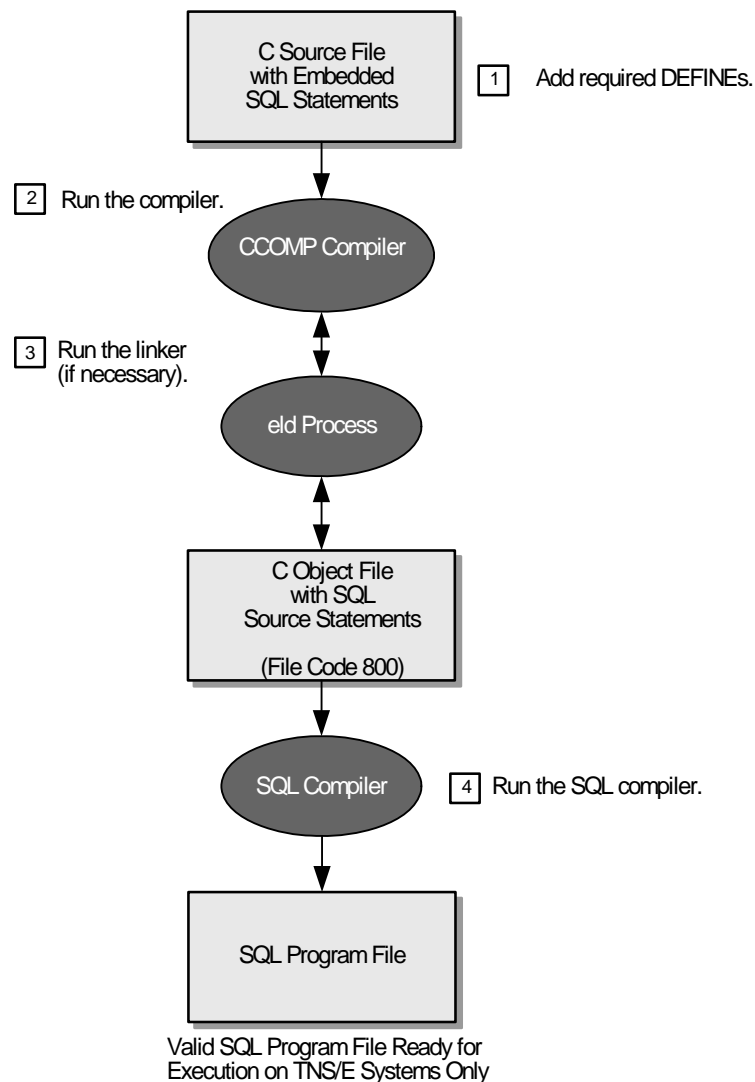 C Source File
with Embedded
SQL Statements
1 Add required DEFINEs.
2 Run the compiler.
CCOMP Compiler
3 Run the linker
(if necessary).
eld Process
C Object File
with SQL
Source Statements
(File Code 800)
SQL Compiler
4 Run the SQL compiler.
SQL Program File
Valid SQL Program File Ready for
Execution on TNS/E Systems Only